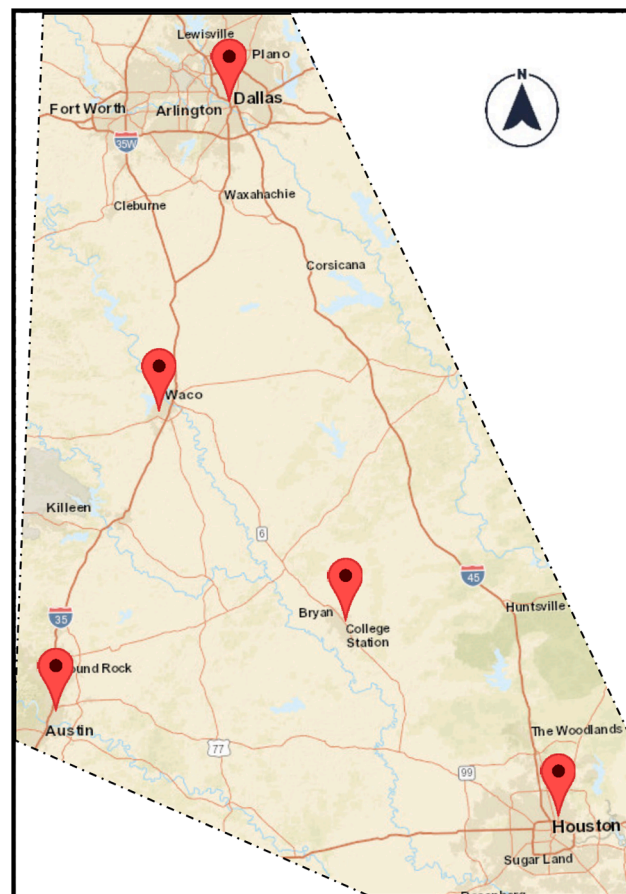 Lewisville
Plano
N
Fort Worth
Arlington
Dallas
35W
Cleburne
Waxahachie
Corsicana
Waco
Killeen
6
45
Bryan
College
Station
Huntsville
35
ound Rock
Austin
The Woodlands
77
99
Houston
Sugar Land